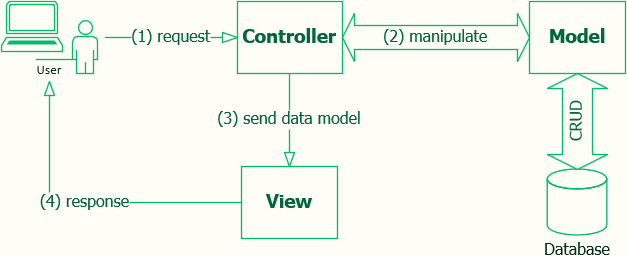 (1) request
Controller
(2) manipulate
Model
User
(3) send data model
CRUD
(4) response
View
Database